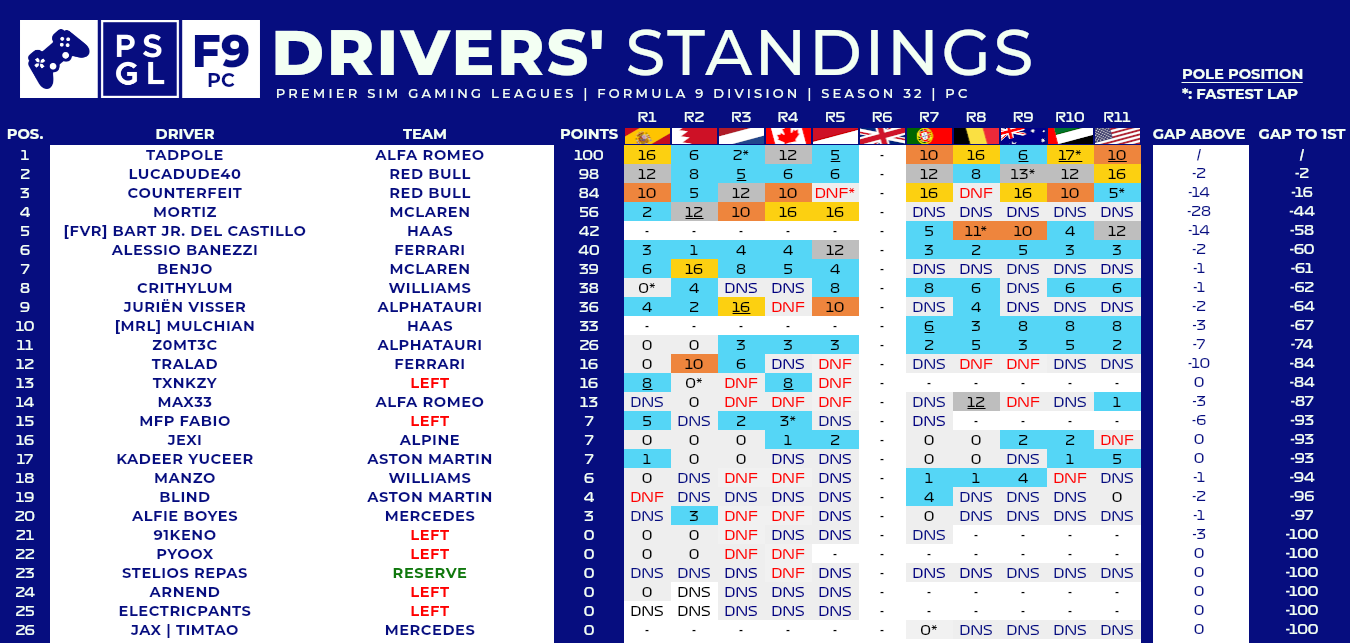 PS
GL
F9
PC
DRIVERS' STANDINGS
PREMIER SIM GAMING LEAGUES | FORMULA 9 DIVISION | SEASON 32 | PC
POLE POSITION
*: FASTEST LAP
R1 R2 R3 R4 R5 R6 R7 R8 R9 R10 R11
POS. DRIVER TEAM POINTS GAP ABOVE GAP TO 1ST
1 TADPOLE ALFA ROMEO 100 16 6 2* 12 5 - 10 16 6 17* 10 / /
2 LUCADUDE40 RED BULL 98 12 8 5 6 6 - 12 8 13* 12 16 -2 -2
3 COUNTERFEIT RED BULL 84 10 5 12 10 DNF* - 16 DNF 16 10 5* -14 -16
4 MORTIZ MCLAREN 56 2 12 10 16 16 - DNS DNS DNS DNS DNS -28 -44
5 [FVR] BART JR. DEL CASTILLO HAAS 42 - - - - - - 5 11* 10 4 12 -14 -58
6 ALESSIO BANEZZI FERRARI 40 3 1 4 4 12 - 3 2 5 3 3 -2 -60
7 BENJO MCLAREN 39 6 16 8 5 4 - DNS DNS DNS DNS DNS -1 -61
8 CRITHYLUM WILLIAMS 38 0* 4 DNS DNS 8 - 8 6 DNS 6 6 -1 -62
9 JURIËN VISSER ALPHATAURI 36 4 2 16 DNF 10 - DNS 4 DNS DNS DNS -2 -64
10 [MRL] MULCHIAN HAAS 33 - - - - - - 6 3 8 8 8 -3 -67
11 Z0MT3C ALPHATAURI 26 0 0 3 3 3 - 2 5 3 5 2 -7 -74
12 TRALAD FERRARI 16 0 10 6 DNS DNF - DNS DNF DNF DNS DNS -10 -84
13 TXNKZY LEFT 16 8 0* DNF 8 DNF - - - - - - 0 -84
14 MAX33 ALFA ROMEO 13 DNS 0 DNF DNF DNF - DNS 12 DNF DNS 1 -3 -87
15 MFP FABIO LEFT 7 5 DNS 2 3* DNS - DNS - - - - -6 -93
16 JEXI ALPINE 7 0 0 0 1 2 - 0 0 2 2 DNF 0 -93
17 KADEER YUCEER ASTON MARTIN 7 1 0 0 DNS DNS - 0 0 DNS 1 5 0 -93
18 MANZO WILLIAMS 6 0 DNS DNF DNF DNS - 1 1 4 DNF DNS -1 -94
19 BLIND ASTON MARTIN 4 DNF DNS DNS DNS DNS - 4 DNS DNS DNS 0 -2 -96
20 ALFIE BOYES MERCEDES 3 DNS 3 DNF DNF DNS - 0 DNS DNS DNS DNS -1 -97
21 91KENO LEFT 0 0 0 DNF DNS DNS - DNS - - - - -3 -100
22 PYOOX LEFT 0 0 0 DNF DNF - - - - - - - 0 -100
23 STELIOS REPAS RESERVE 0 DNS DNS DNS DNF DNS - DNS DNS DNS DNS DNS 0 -100
24 ARNEND LEFT 0 0 DNS DNS DNS DNS - - - - - - 0 -100
25 ELECTRICPANTS LEFT 0 DNS DNS DNS DNS DNS - - - - - - 0 -100
26 JAX | TIMTAO MERCEDES 0 - - - - - - 0* DNS DNS DNS DNS 0 -100